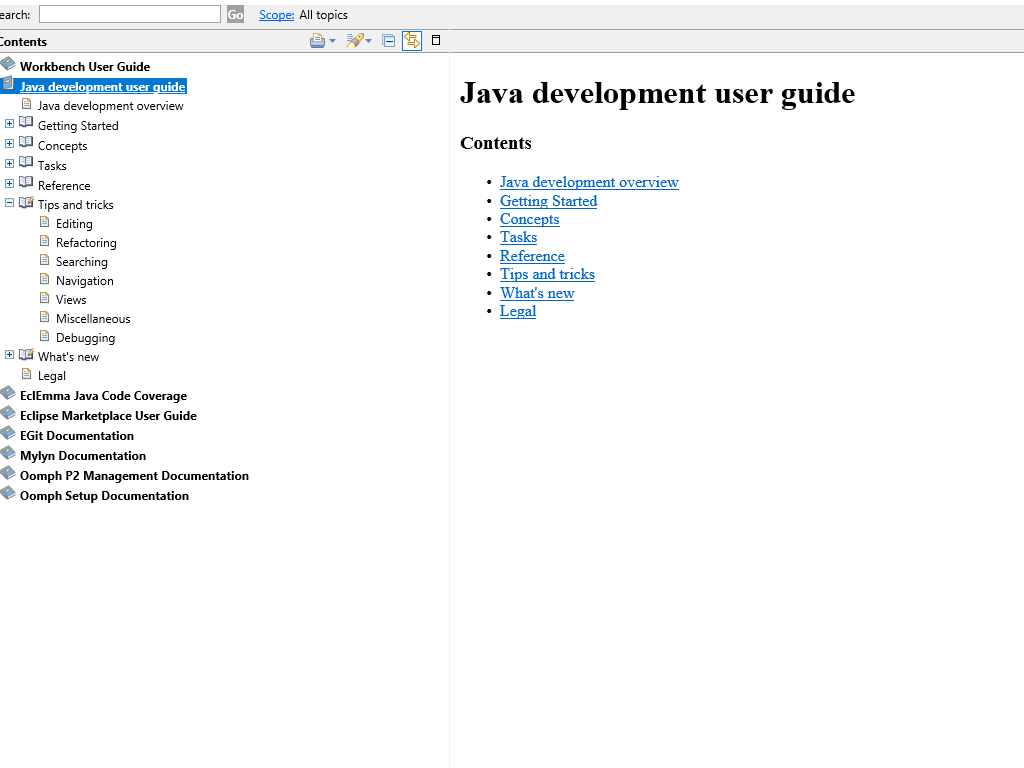 earch: Go Scope: All topics
Contents
Workbench User Guide
Java development user guide
Java development overview
Getting Started
Concepts
Tasks
Reference
Tips and tricks
Editing
Refactoring
Searching
Navigation
Views
Miscellaneous
Debugging
What's new
Legal
EclEmma Java Code Coverage
Eclipse Marketplace User Guide
EGit Documentation
Mylyn Documentation
Oomph P2 Management Documentation
Oomph Setup Documentation
Java development user guide
Contents
• Java development overview
• Getting Started
• Concepts
• Tasks
• Reference
• Tips and tricks
• What's new
• Legal